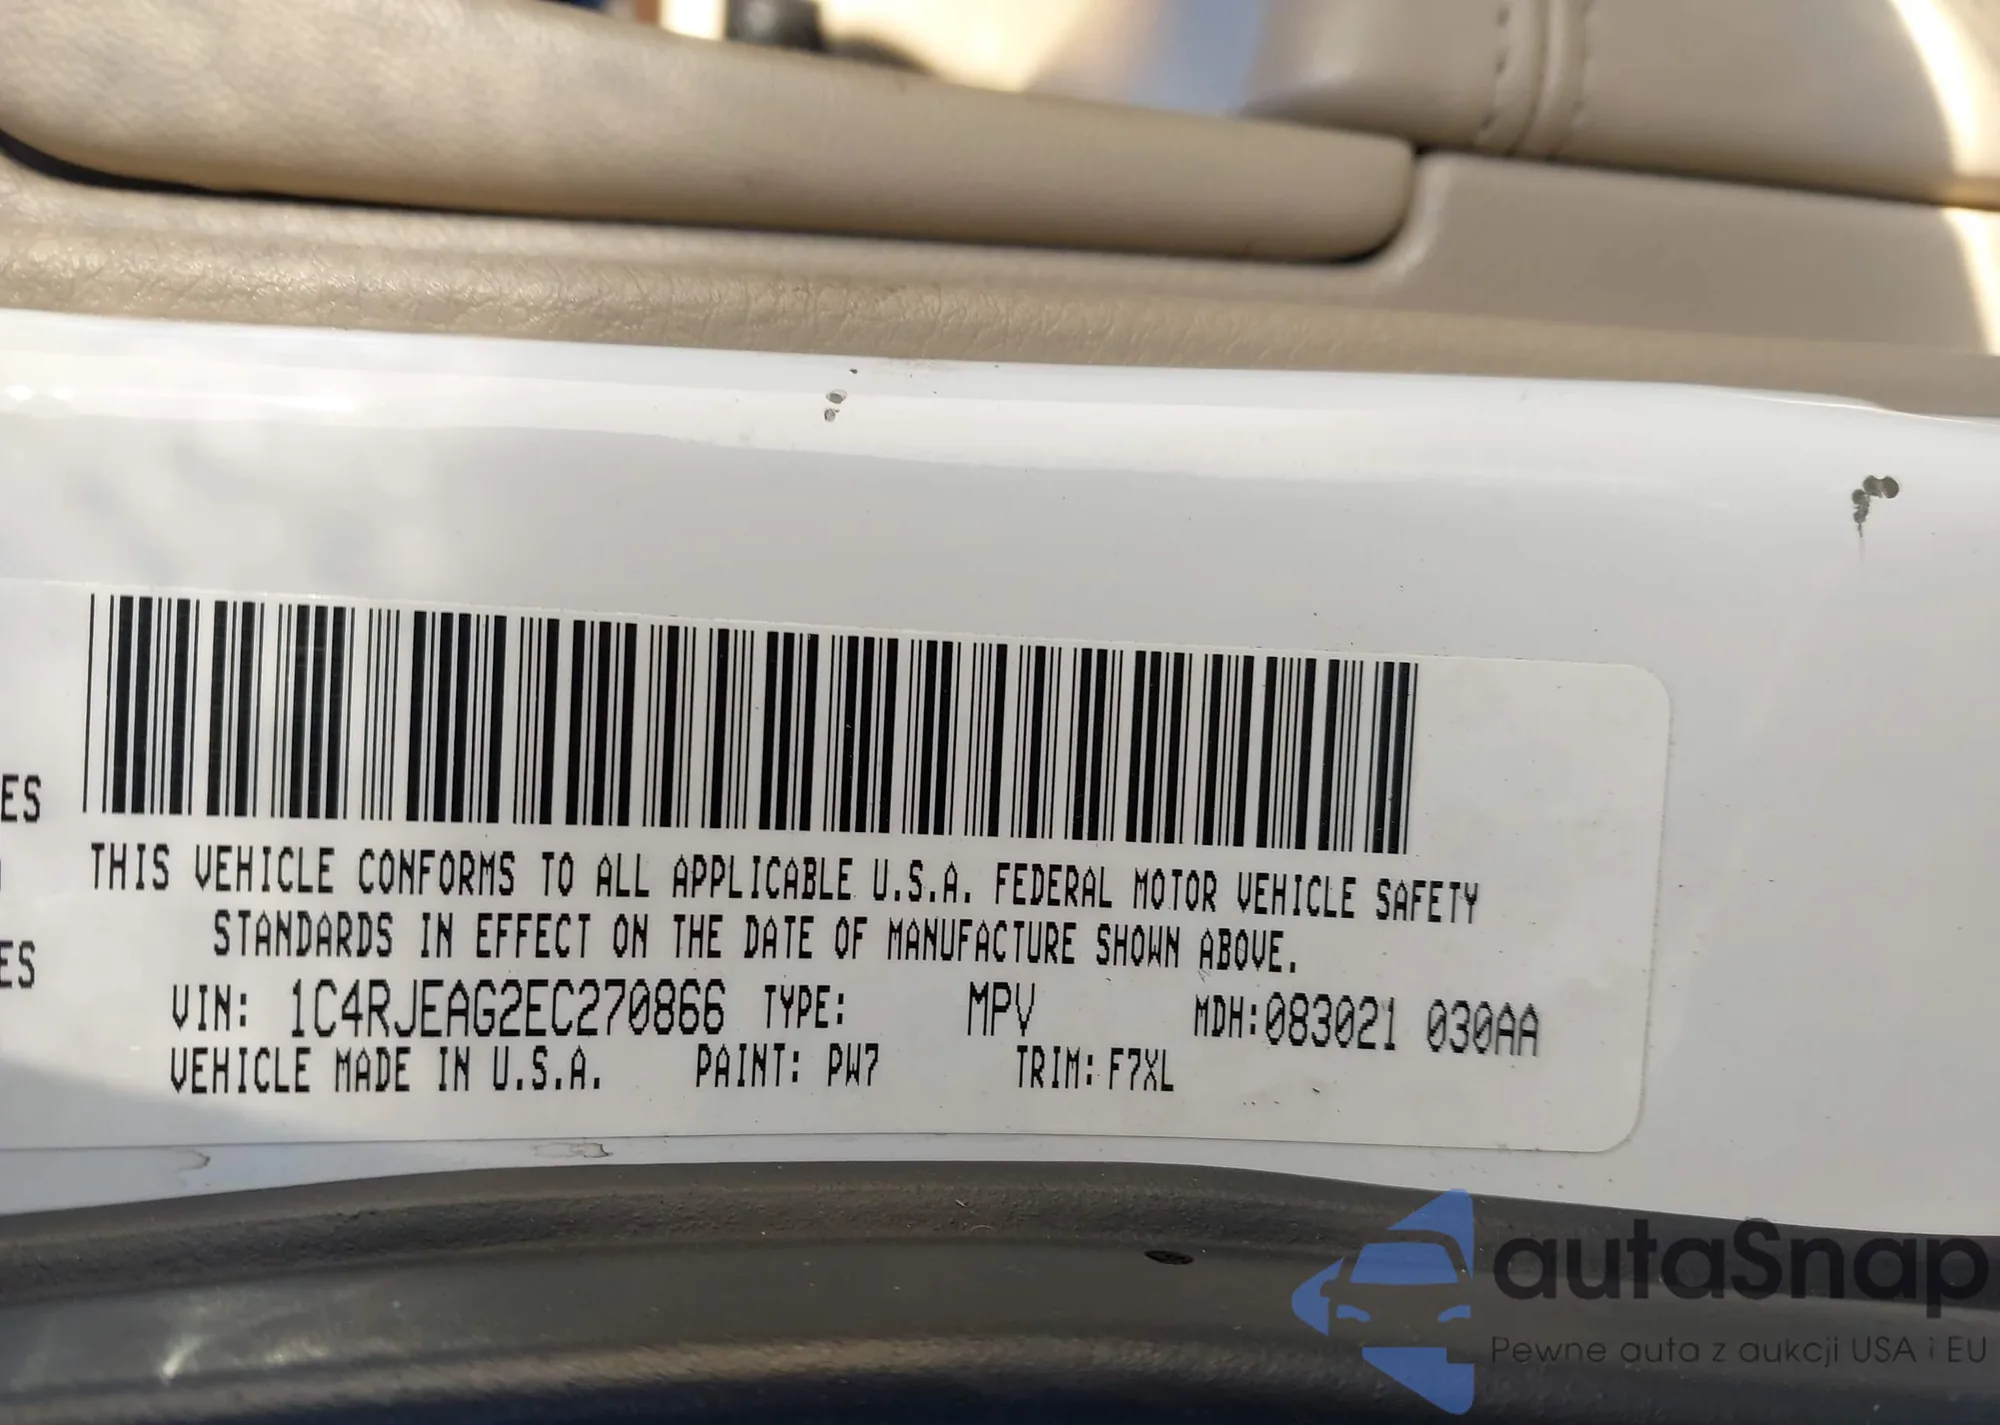 ES
THIS VEHICLE CONFORMS TO ALL APPLICABLE U.S.A. FEDERAL MOTOR VEHICLE SAFETY
STANDARDS IN EFFECT ON THE DATE OF MANUFACTURE SHOWN ABOVE.
ES
VIN: 1C4RJEAG2EC270866 TYPE: MPV MDH:083021 030AA
VEHICLE MADE IN U.S.A. PAINT: PW7 TRIM: F7XL
autaSnap
Pewne auta z aukcji USA i EU